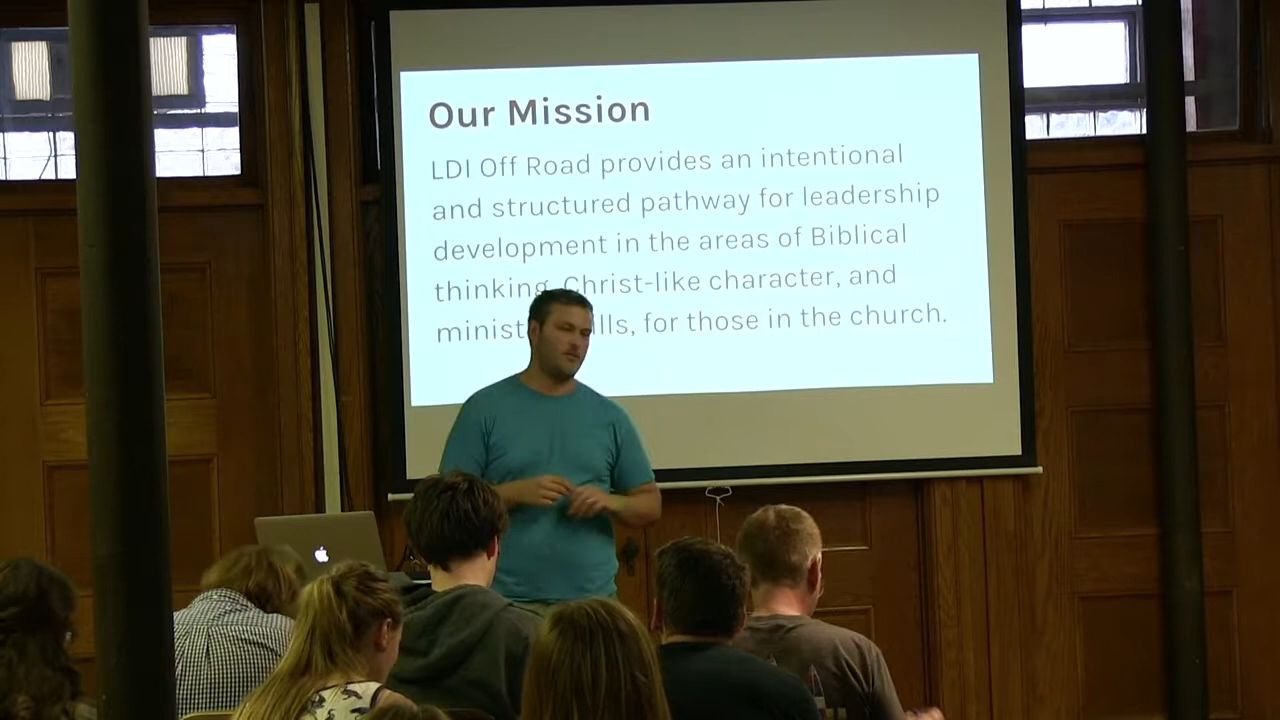 Our Mission
LDI Off Road provides an intentional
and structured pathway for leadership
development in the areas of Biblical
thinking, Christ-like character, and
for those in the church.